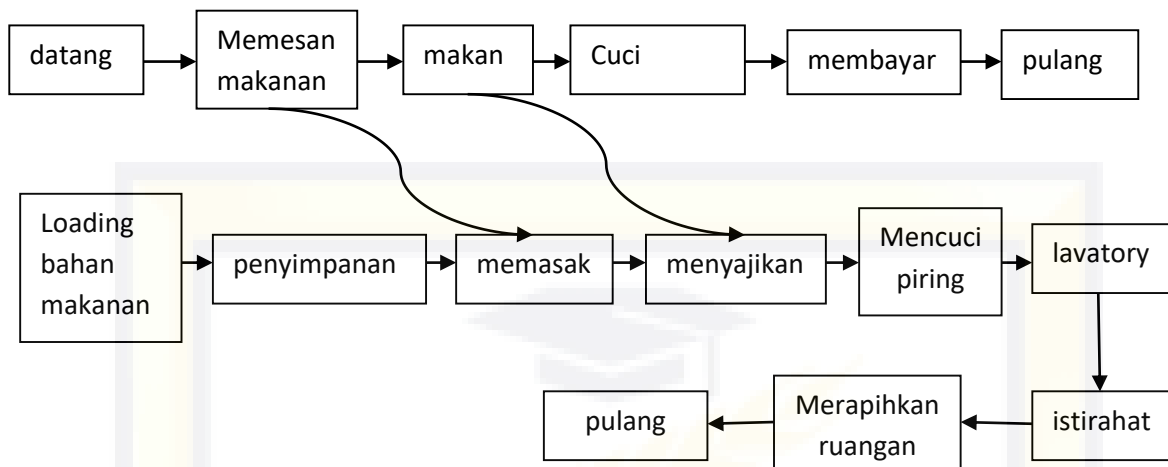 datang
Memesan
makanan
makan
Cuci
membayar
pulang
Loading
bahan
makanan
penyimpanan
memasak
menyajikan
Mencuci
piring
lavatory
istirahat
Merapihkan
ruangan
pulang